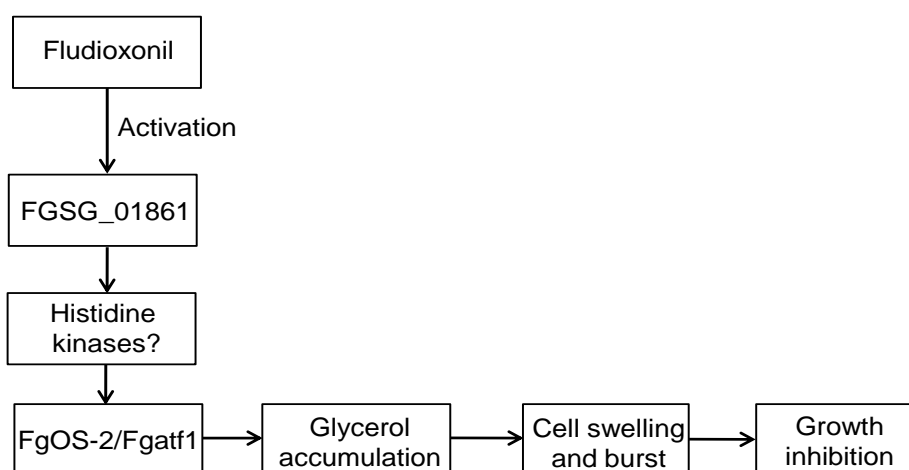 Fludioxonil
Activation
FGSG_01861
Histidine
kinases?
FgOS-2/Fgatf1
Glycerol
accumulation
Cell swelling
and burst
Growth
inhibition